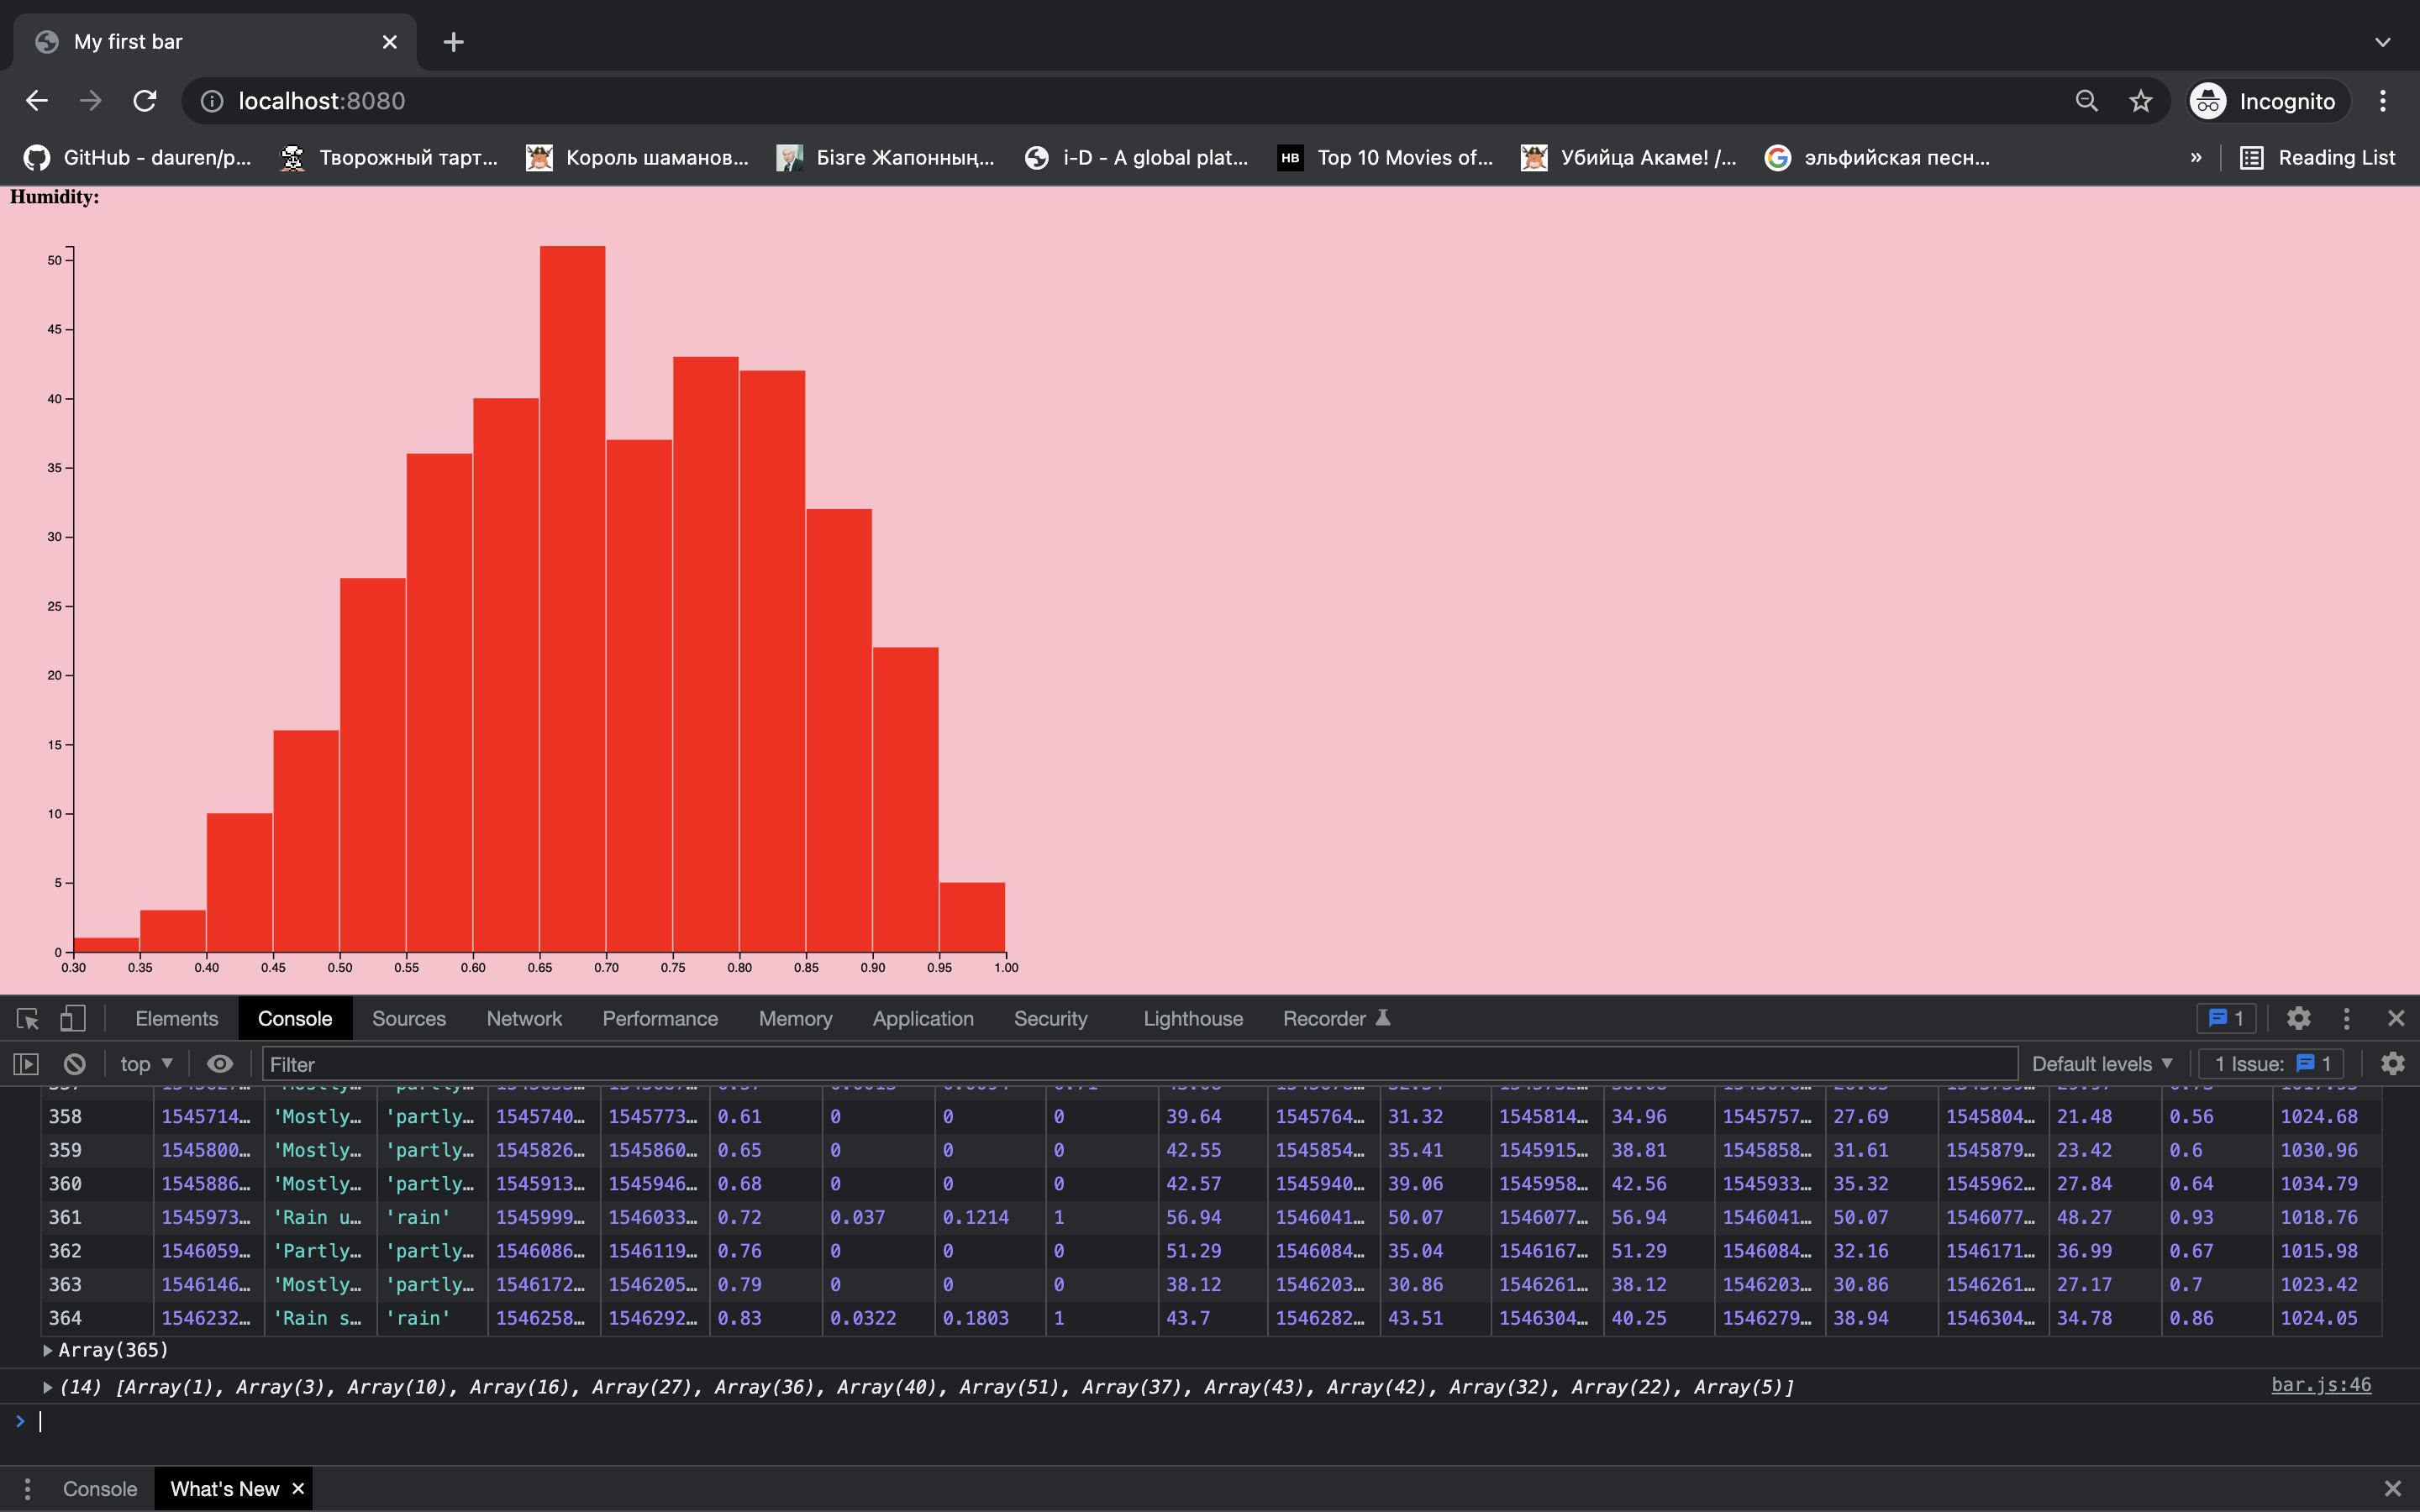 My first bar
localhost:8080
Incognito
GitHub - dauren/p...
Творожный тарт...
Король шаманов...
Бізге Жапонның...
i-D - A global plat...
HB
Top 10 Movies of...
Убийца Акаме! /...
эльфийская песн...
»
Reading List
Humidity:
50
45
40
35
30
25
20
15
10
5
0
0.30 0.35 0.40 0.45 0.50 0.55 0.60 0.65 0.70 0.75 0.80 0.85 0.90 0.95 1.00
Elements Console Sources Network Performance Memory Application Security Lighthouse Recorder 1
top Filter Default levels 1 Issue: 1
358 1545714… 'Mostly… 'partly… 1545740… 1545773… 0.61 0 0 0 39.64 1545764… 31.32 1545814… 34.96 1545757… 27.69 1545804… 21.48 0.56 1024.68
359 1545800… 'Mostly… 'partly… 1545826… 1545860… 0.65 0 0 0 42.55 1545854… 35.41 1545915… 38.81 1545858… 31.61 1545879… 23.42 0.6 1030.96
360 1545886… 'Mostly… 'partly… 1545913… 1545946… 0.68 0 0 0 42.57 1545940… 39.06 1545958… 42.56 1545933… 35.32 1545962… 27.84 0.64 1034.79
361 1545973… 'Rain u… 'rain' 1545999… 1546033… 0.72 0.037 0.1214 1 56.94 1546041… 50.07 1546077… 56.94 1546041… 50.07 1546077… 48.27 0.93 1018.76
362 1546059… 'Partly… 'partly… 1546086… 1546119… 0.76 0 0 0 51.29 1546084… 35.04 1546167… 51.29 1546084… 32.16 1546171… 36.99 0.67 1015.98
363 1546146… 'Mostly… 'partly… 1546172… 1546205… 0.79 0 0 0 38.12 1546203… 30.86 1546261… 38.12 1546203… 30.86 1546261… 27.17 0.7 1023.42
364 1546232… 'Rain s… 'rain' 1546258… 1546292… 0.83 0.0322 0.1803 1 43.7 1546282… 43.51 1546304… 40.25 1546279… 38.94 1546304… 34.78 0.86 1024.05
Array(365)
(14) [Array(1), Array(3), Array(10), Array(16), Array(27), Array(36), Array(40), Array(51), Array(37), Array(43), Array(42), Array(32), Array(22), Array(5)] bar.js:46
Console What's New